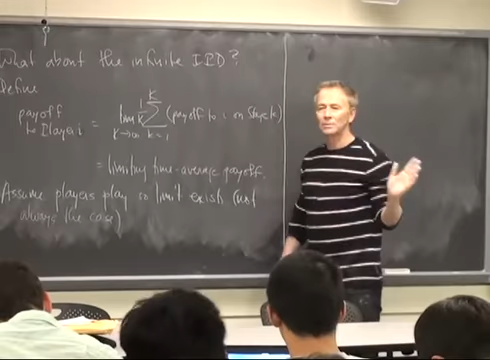 What about the infinite IPD?
Define
payoff to player i = lim K→∞ 1/K K∑k=1 (payoff to i on stage k)
= limiting time-average payoff.
Assume players play so limit exists (not
always the case)